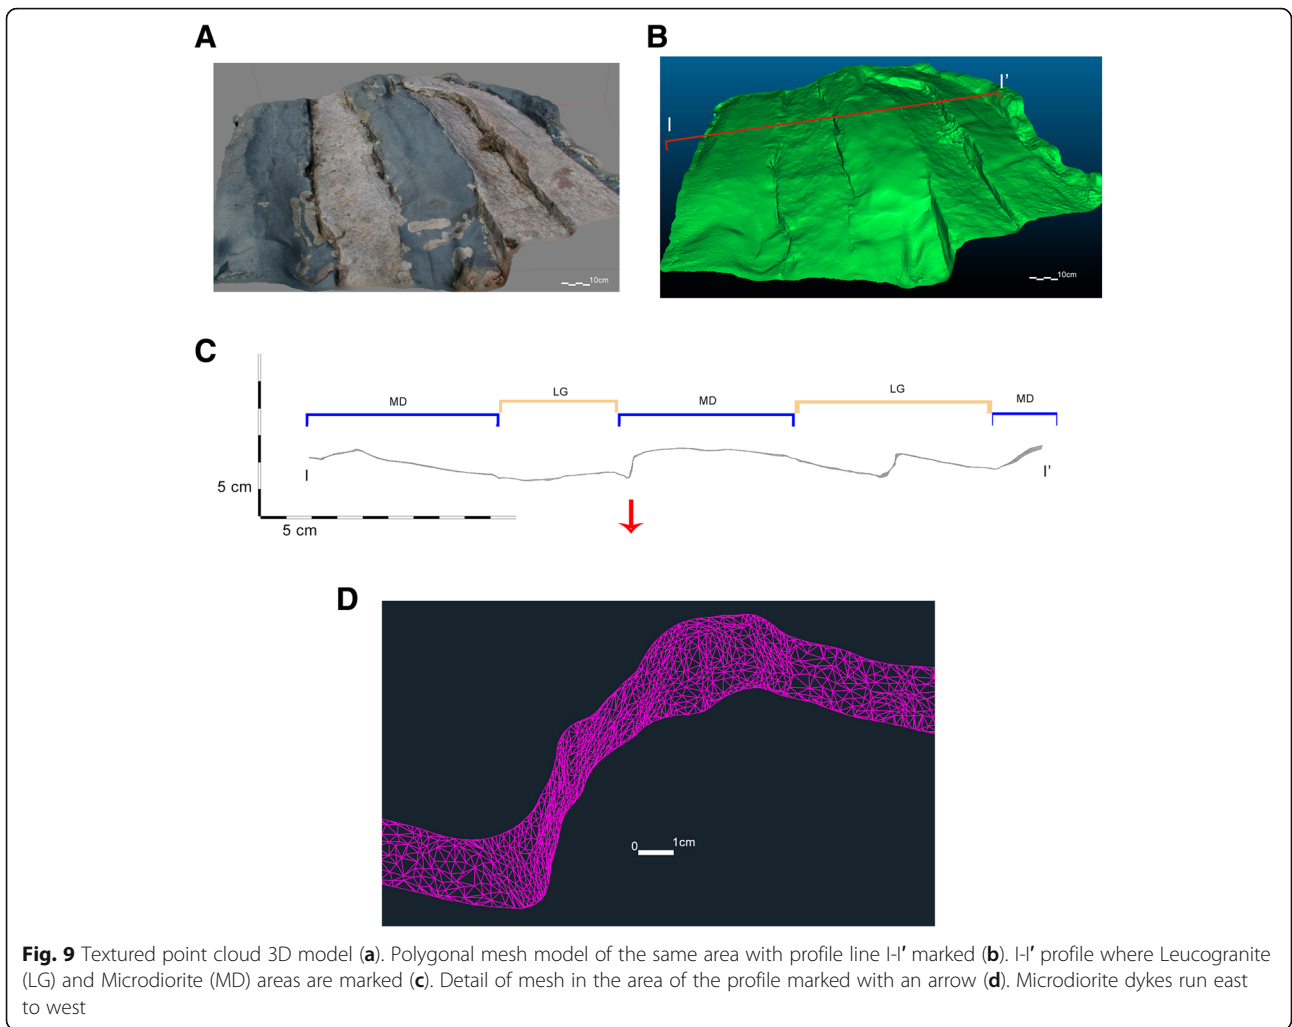 A
B
I
I’
10cm
10cm
C
LG
LG
MD
MD
MD
I
I’
5 cm
5 cm
D
0 1cm
Fig. 9 Textured point cloud 3D model (a). Polygonal mesh model of the same area with profile line I-I′ marked (b). I-I′ profile where Leucogranite
(LG) and Microdiorite (MD) areas are marked (c). Detail of mesh in the area of the profile marked with an arrow (d). Microdiorite dykes run east
to west